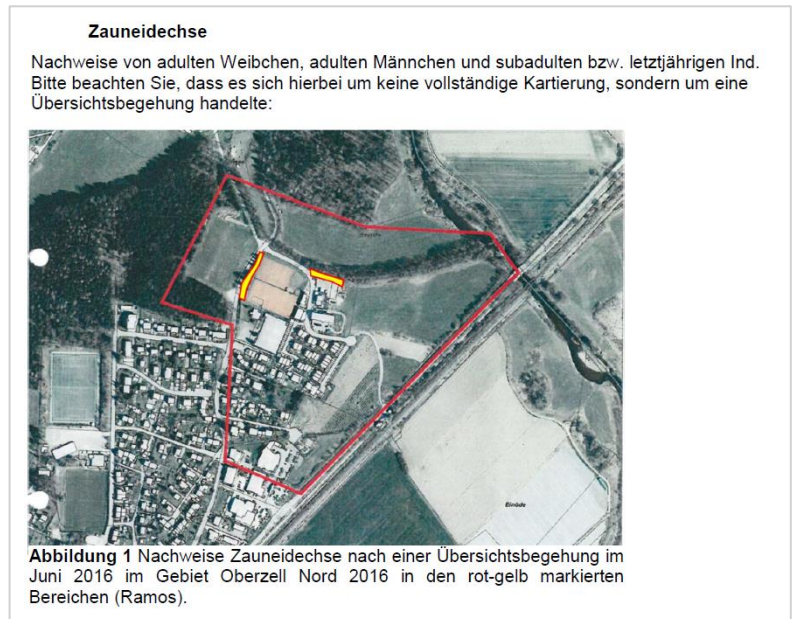 Zauneidechse
Nachweise von adulten Weibchen, adulten Männchen und subadulten bzw. letztjährigen Ind.
Bitte beachten Sie, dass es sich hierbei um keine vollständige Kartierung, sondern um eine
Übersichtsbegehung handelte:
Einöde
Abbildung 1 Nachweise Zauneidechse nach einer Übersichtsbegehung im
Juni 2016 im Gebiet Oberzell Nord 2016 in den rot-gelb markierten
Bereichen (Ramos).